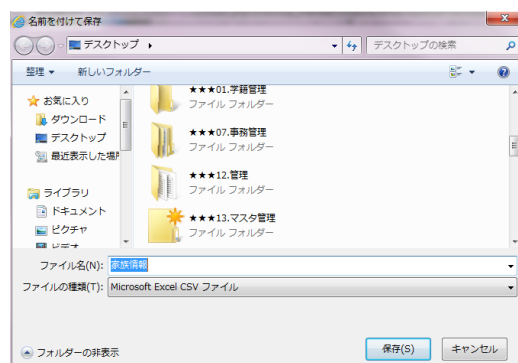 名前を付けて保存
デスクトップ
デスクトップの検索
整理 新しいフォルダー
お気に入り
ダウンロード
デスクトップ
最近表示した場所
ライブラリ
ドキュメント
ピクチャ
ビデオ
★★★01.学籍管理
ファイル フォルダー
★★★07.事務管理
ファイル フォルダー
★★★12.管理
ファイル フォルダー
★★★13.マスタ管理
ファイル フォルダー
ファイル名(N): 家族情報
ファイルの種類(T): Microsoft Excel CSV ファイル
フォルダーの非表示
保存(S) キャンセル